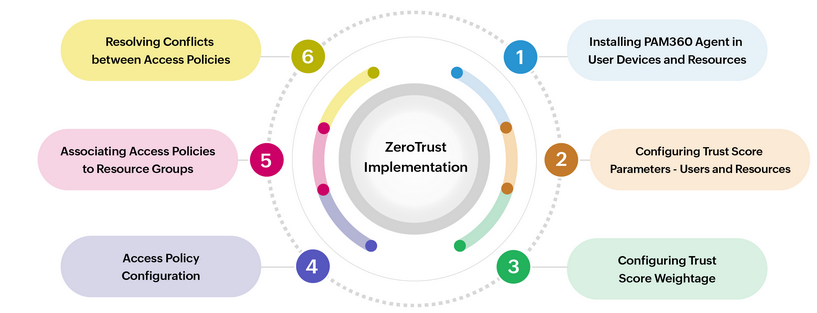 1
Installing PAM360 Agent in
User Devices and Resources
2
Configuring Trust Score
Parameters - Users and Resources
3
Configuring Trust
Score Weightage
4
Access Policy
Configuration
5
Associating Access Policies
to Resource Groups
6
Resolving Conflicts
between Access Policies
ZeroTrust
Implementation